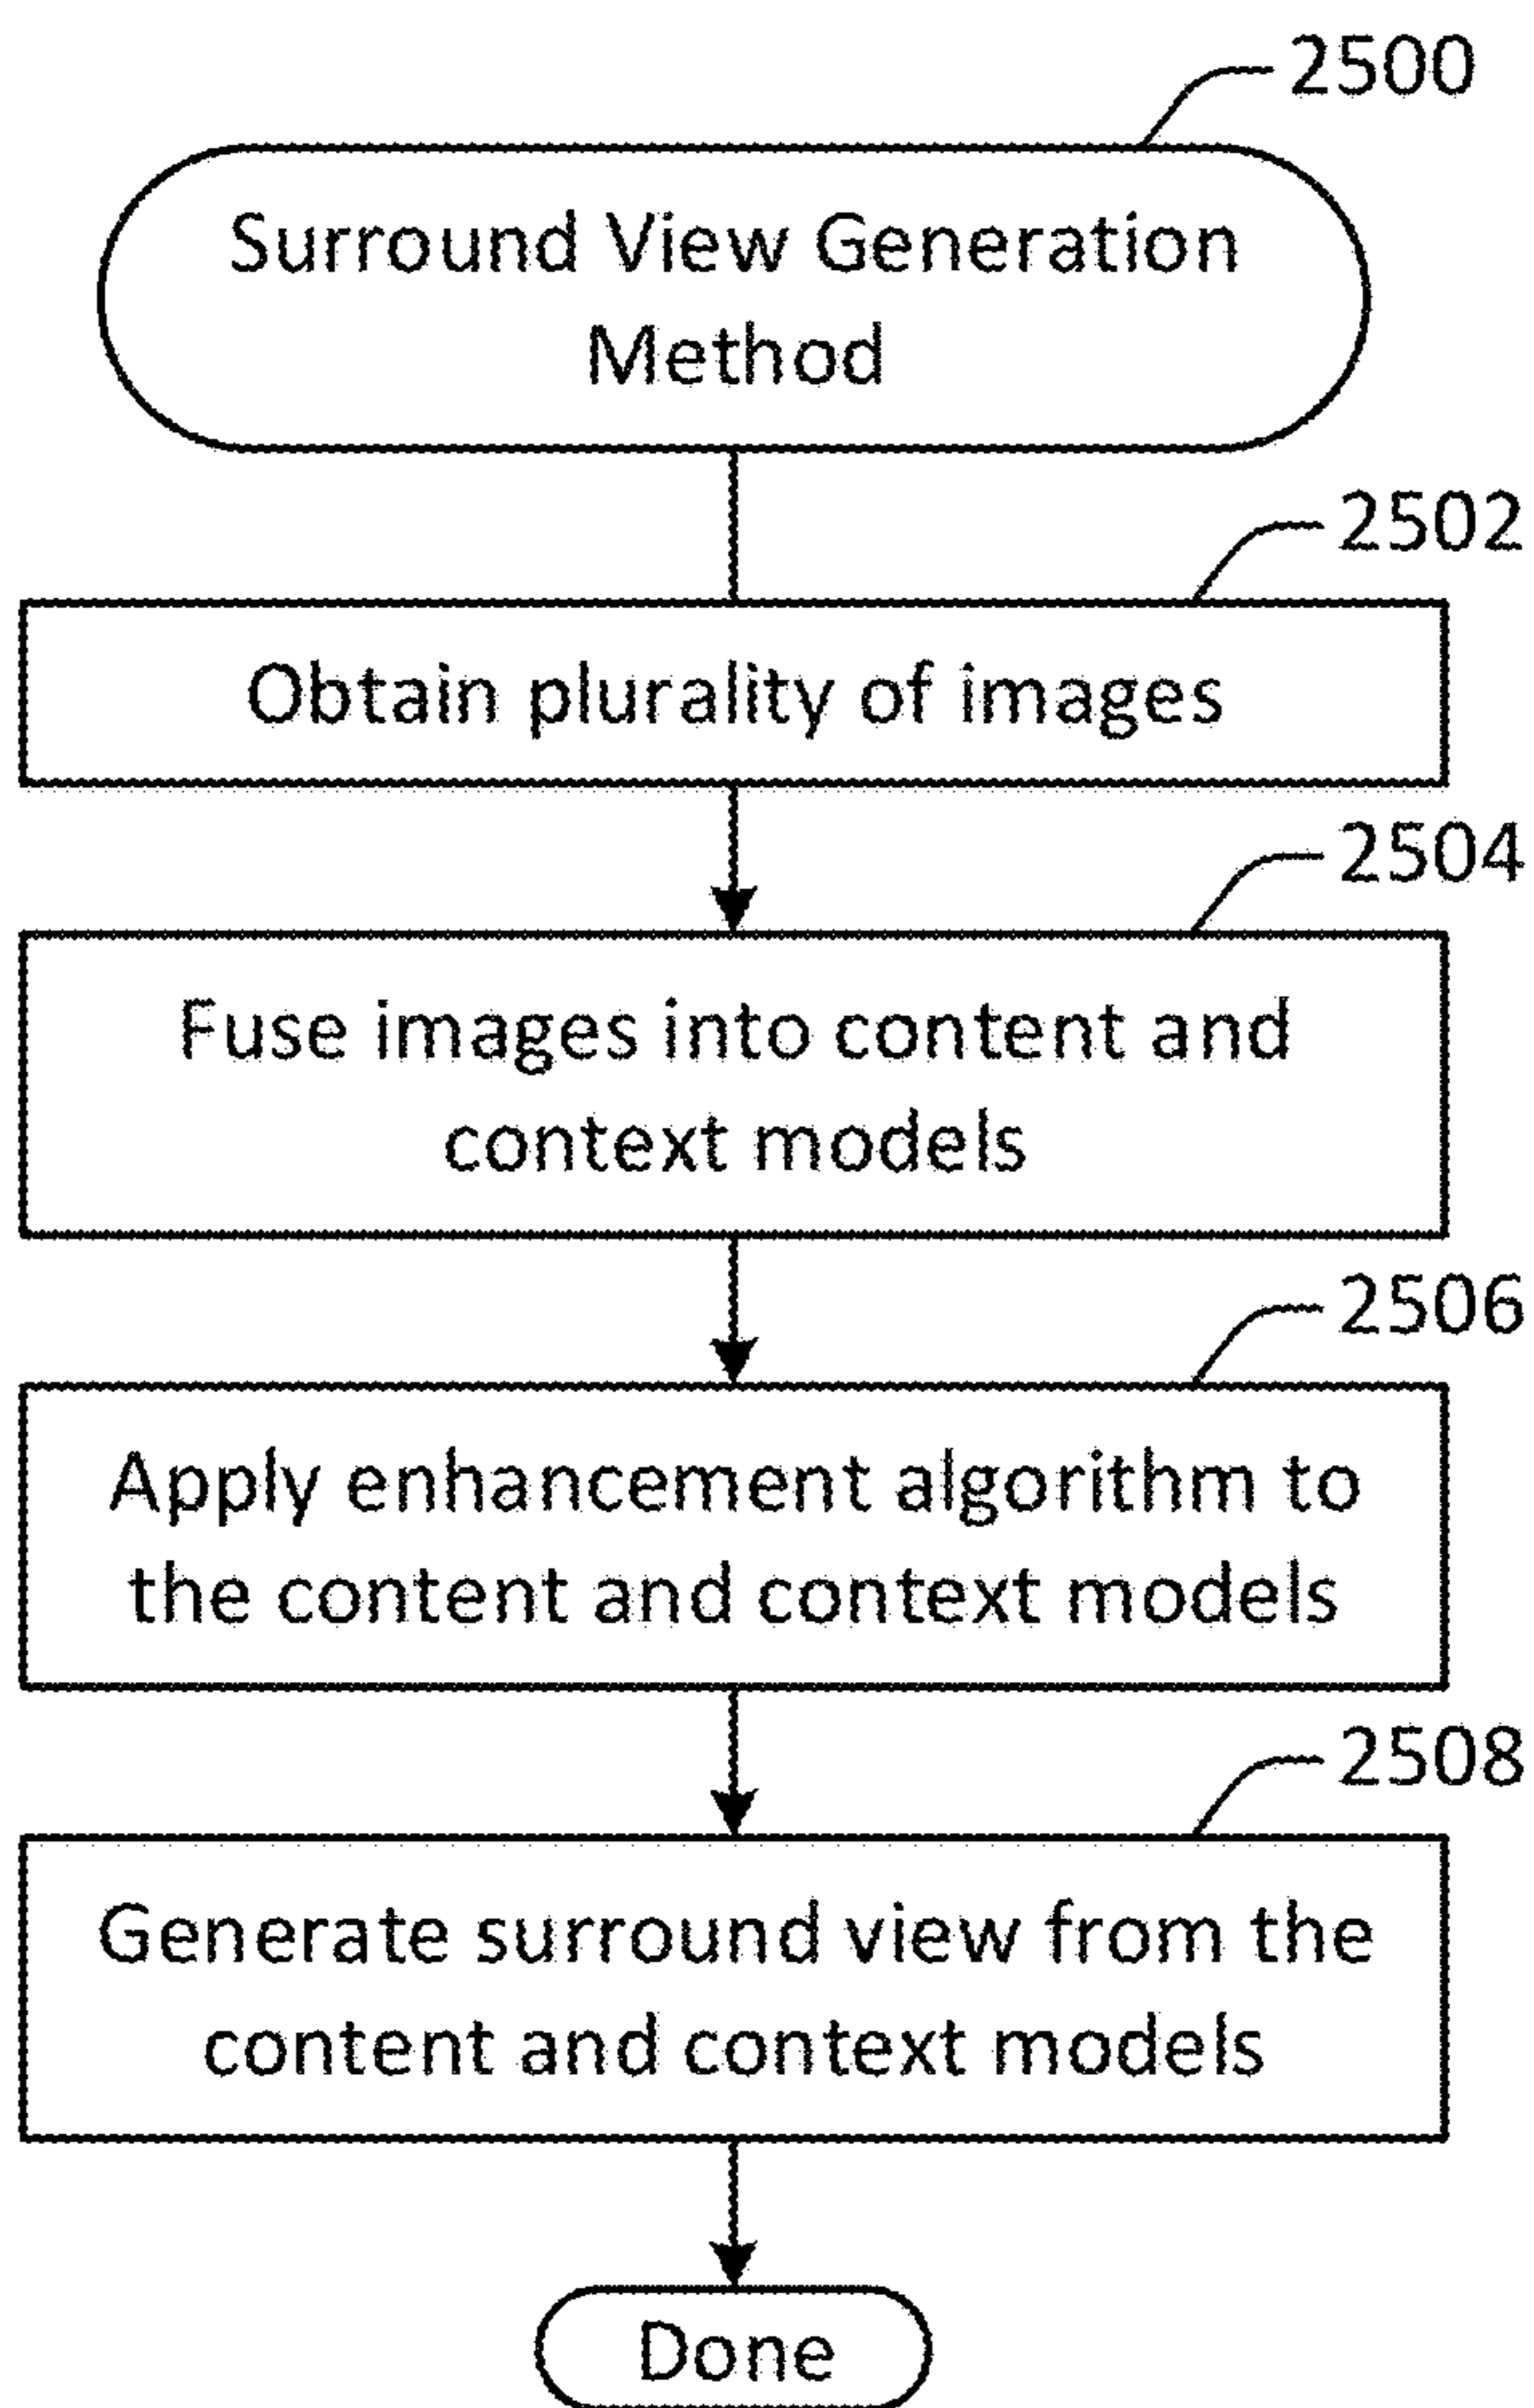 2500
Surround View Generation
Method
2502
Obtain plurality of images
2504
Fuse images into content and
context models
2506
Apply enhancement algorithm to
the content and context models
2508
Generate surround view from the
content and context models
Done